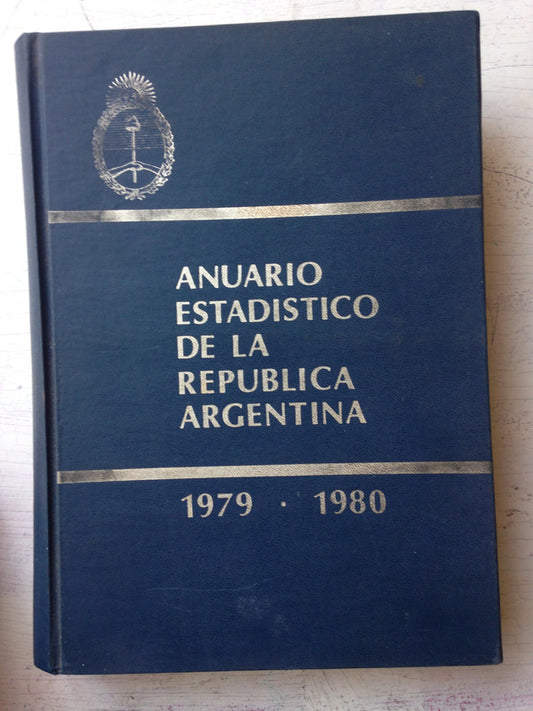 ANUARIO
ESTADISTICO
DE LA
REPUBLICA
ARGENTINA
1979 · 1980